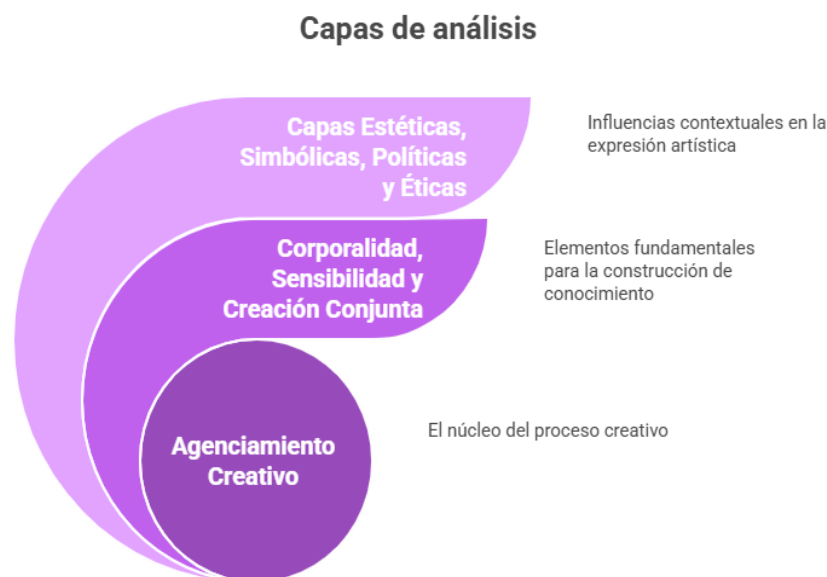 Capas de análisis
Capas Estéticas,
Simbólicas, Políticas
y Éticas
Influencias contextuales en la
expresión artística
Corporalidad,
Sensibilidad y
Creación Conjunta
Elementos fundamentales
para la construcción de
conocimiento
Agenciamiento
Creativo
El núcleo del proceso creativo